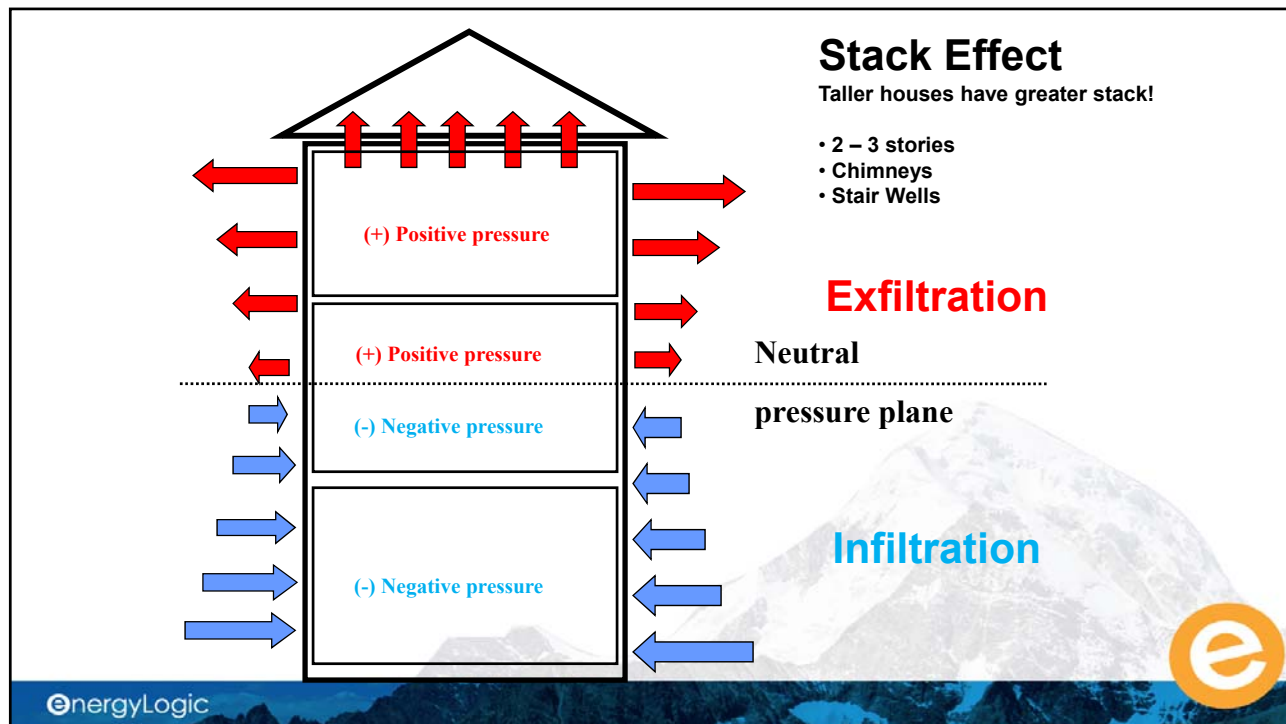 Stack Effect
Taller houses have greater stack!
• 2 – 3 stories
• Chimneys
• Stair Wells
(+) Positive pressure
Exfiltration
(+) Positive pressure
Neutral
pressure plane
(-) Negative pressure
Infiltration
(-) Negative pressure
e
energyLogic